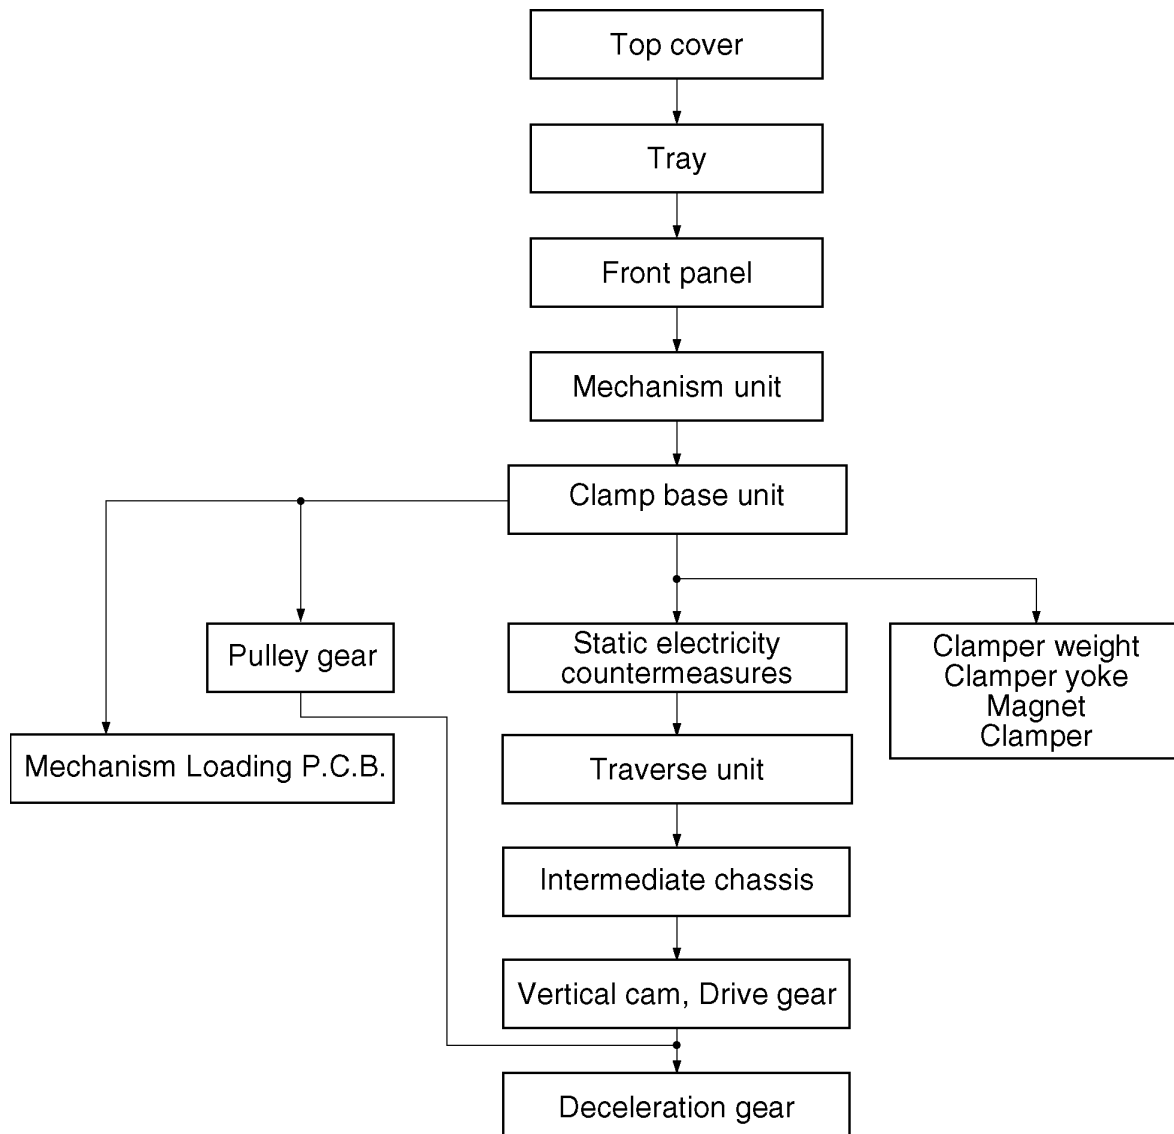 Top cover
Tray
Front panel
Mechanism unit
Clamp base unit
Pulley gear
Static electricity
countermeasures
Clamper weight
Clamper yoke
Magnet
Clamper
Mechanism Loading P.C.B.
Traverse unit
Intermediate chassis
Vertical cam, Drive gear
Deceleration gear